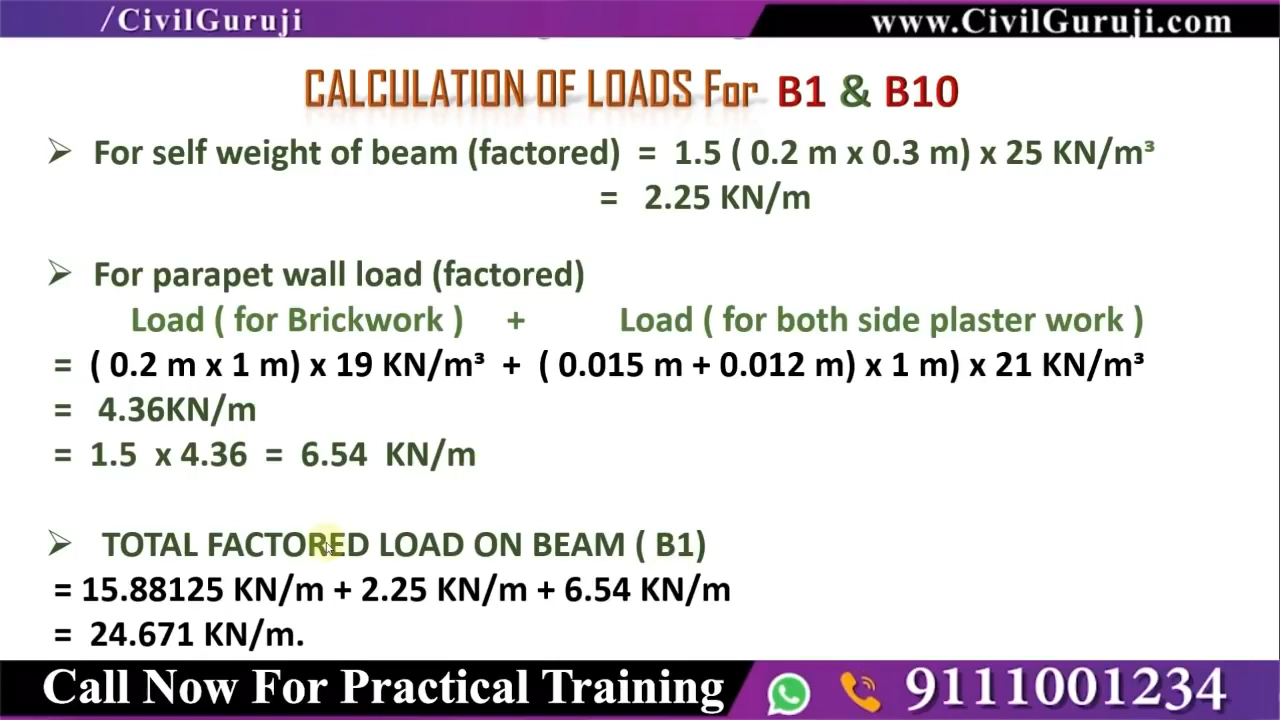 /CivilGuruji
www.CivilGuruji.com
CALCULATION OF LOADS For B1 & B10
➢ For self weight of beam (factored) = 1.5 ( 0.2 m x 0.3 m) x 25 KN/m³
= 2.25 KN/m
➢ For parapet wall load (factored)
Load ( for Brickwork ) + Load ( for both side plaster work )
= ( 0.2 m x 1 m) x 19 KN/m³ + ( 0.015 m + 0.012 m) x 1 m) x 21 KN/m³
= 4.36KN/m
= 1.5 x 4.36 = 6.54 KN/m
➢ TOTAL FACTORED LOAD ON BEAM ( B1)
= 15.88125 KN/m + 2.25 KN/m + 6.54 KN/m
= 24.671 KN/m.
Call Now For Practical Training 9111001234